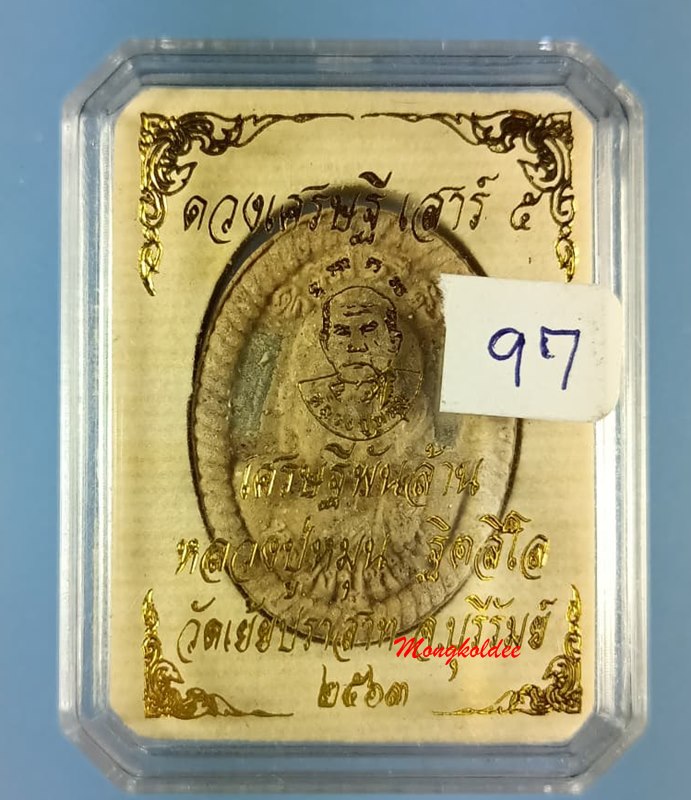 ดวงเศรษฐี เสาร์ ๕
97
เศรษฐีพันล้าน
หลวงปู่หมุน ฐิตสีโล
วัดเย้ยปราสาท จ.บุรีรัมย์
Mongkoldee
๒๕๖๓